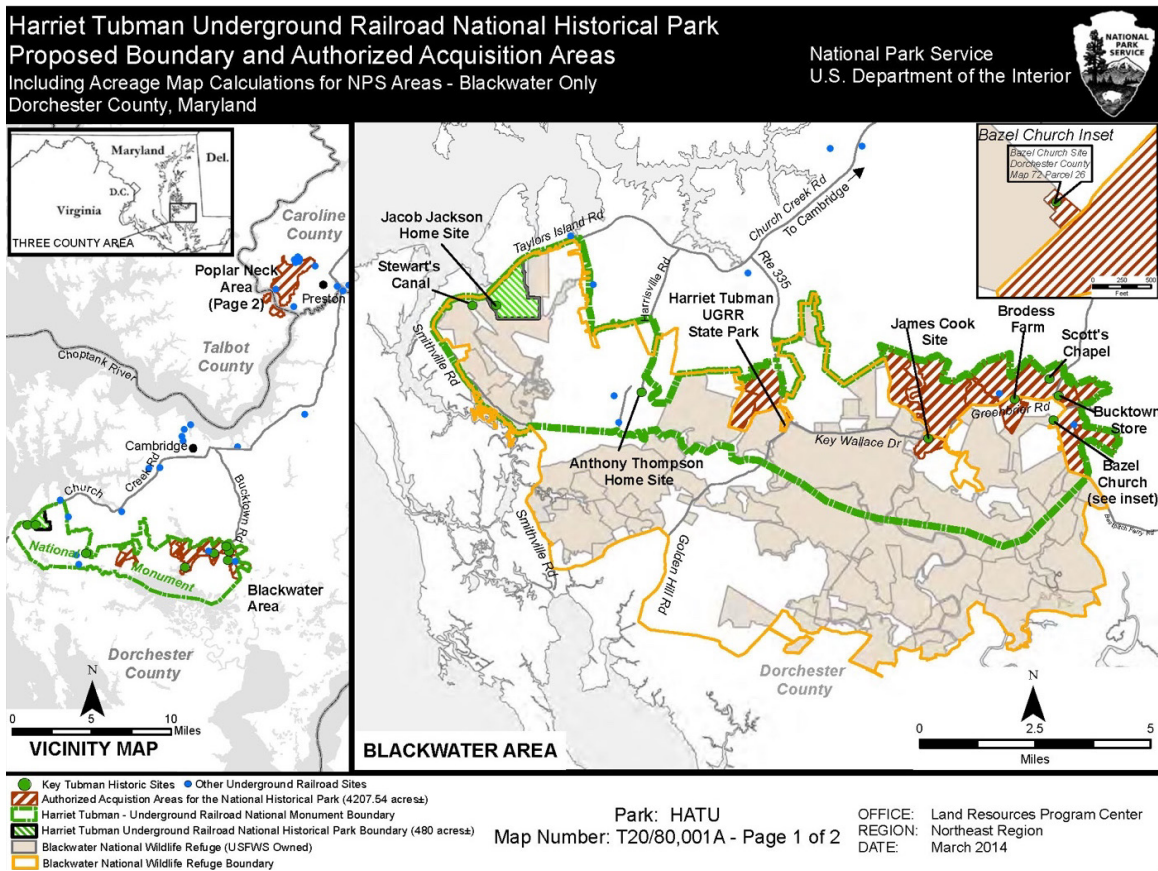 Harriet Tubman Underground Railroad National Historical Park
Proposed Boundary and Authorized Acquisition Areas
Including Acreage Map Calculations for NPS Areas - Blackwater Only
Dorchester County, Maryland
National Park Service
U.S. Department of the Interior
NATIONAL
PARK
SERVICE
Maryland
Del.
D.C.
Virginia
THREE COUNTY AREA
Caroline
County
Poplar Neck
Area
(Page 2)
Preston
Talbot
County
Choptank River
Cambridge
Church
Creek Rd
Bucktown Rd
National
Monument
Blackwater
Area
Dorchester
County
N
0 5 10
Miles
VICINITY MAP
Bazel Church Inset
Bazel Church Site
Dorchester County
Map 72 Parcel 26
0 250 500
Feet
Church Creek Rd
To Cambridge
Jacob Jackson
Home Site
Taylors Island Rd
Stewart's
Canal
Rte 335
Harrisville Rd
Harriet Tubman
UGRR
State Park
Brodess
Farm
James Cook
Site
Scott's
Chapel
Smithville Rd
Greenbrier Rd
Bucktown
Store
Key Wallace Dr
Anthony Thompson
Home Site
Bazel
Church
(see inset)
Smithville Rd
Golden Hill Rd
Dorchester
County
N
0 2.5 5
Miles
BLACKWATER AREA
Key Tubman Historic Sites Other Underground Railroad Sites
Authorized Acquistion Areas for the National Historical Park (4207.54 acres±)
Harriet Tubman - Underground Railroad National Monument Boundary
Harriet Tubman Underground Railroad National Historical Park Boundary (480 acres±)
Blackwater National Wildlife Refuge (USFWS Owned)
Blackwater National Wildlife Refuge Boundary
Park: HATU
Map Number: T20/80,001A - Page 1 of 2
OFFICE: Land Resources Program Center
REGION: Northeast Region
DATE: March 2014